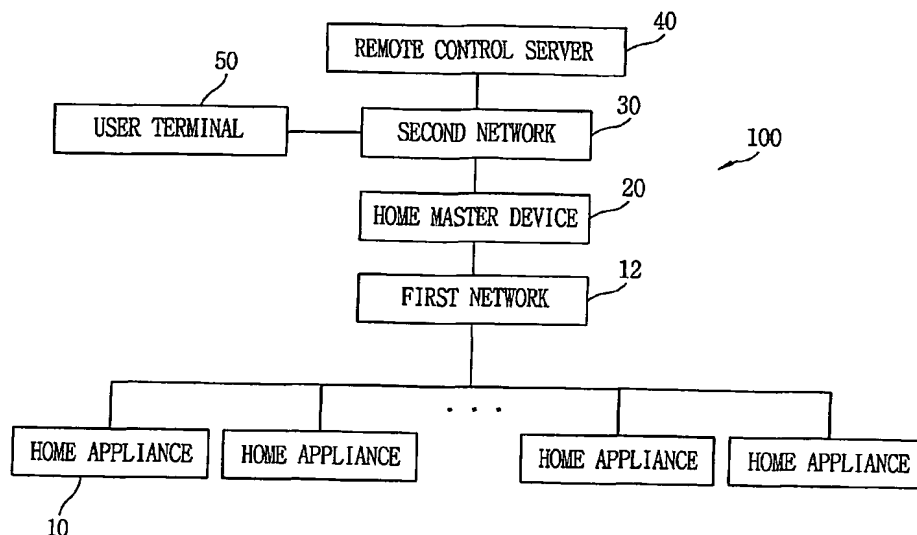 40
REMOTE CONTROL SERVER
50
USER TERMINAL
30
SECOND NETWORK
100
20
HOME MASTER DEVICE
12
FIRST NETWORK
. . .
HOME APPLIANCE
HOME APPLIANCE
HOME APPLIANCE
HOME APPLIANCE
10